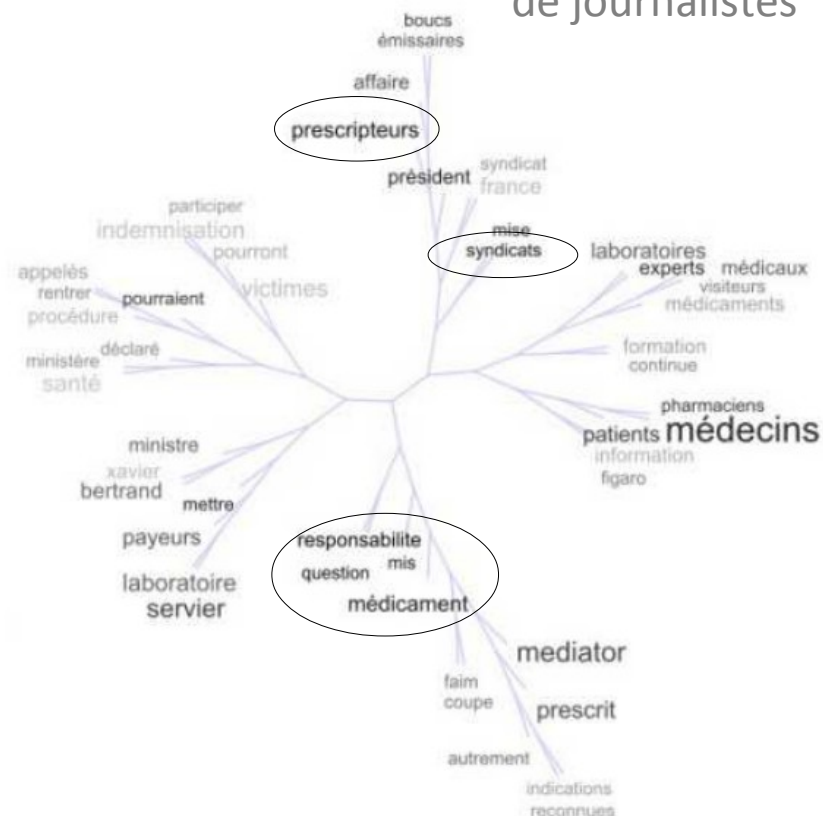 de journalistes
boucs
émissaires
affaire
prescripteurs
président
syndicat
france
mise
syndicats
participer
indemnisation
pourront
victimes
appelés
rentrer
pourraient
procédure
déclaré
ministère
santé
laboratoires
experts
médicaux
visiteurs
médicaments
formation
continue
pharmaciens
patients
médecins
information
figaro
ministre
xavier
bertrand
mettre
payeurs
laboratoire
servier
responsabilite
question
mis
médicament
mediator
faim
coupe
prescrit
autrement
indications
reconnues